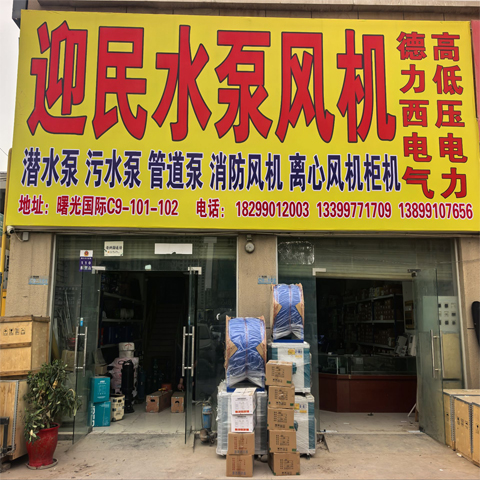 迎民水泵风机
德力西电气
高低压电力
潜水泵 污水泵 管道泵 消防风机 离心风机柜机
地址：曙光国际C9-101-102 电话：18299012003 13399771709 13899107656